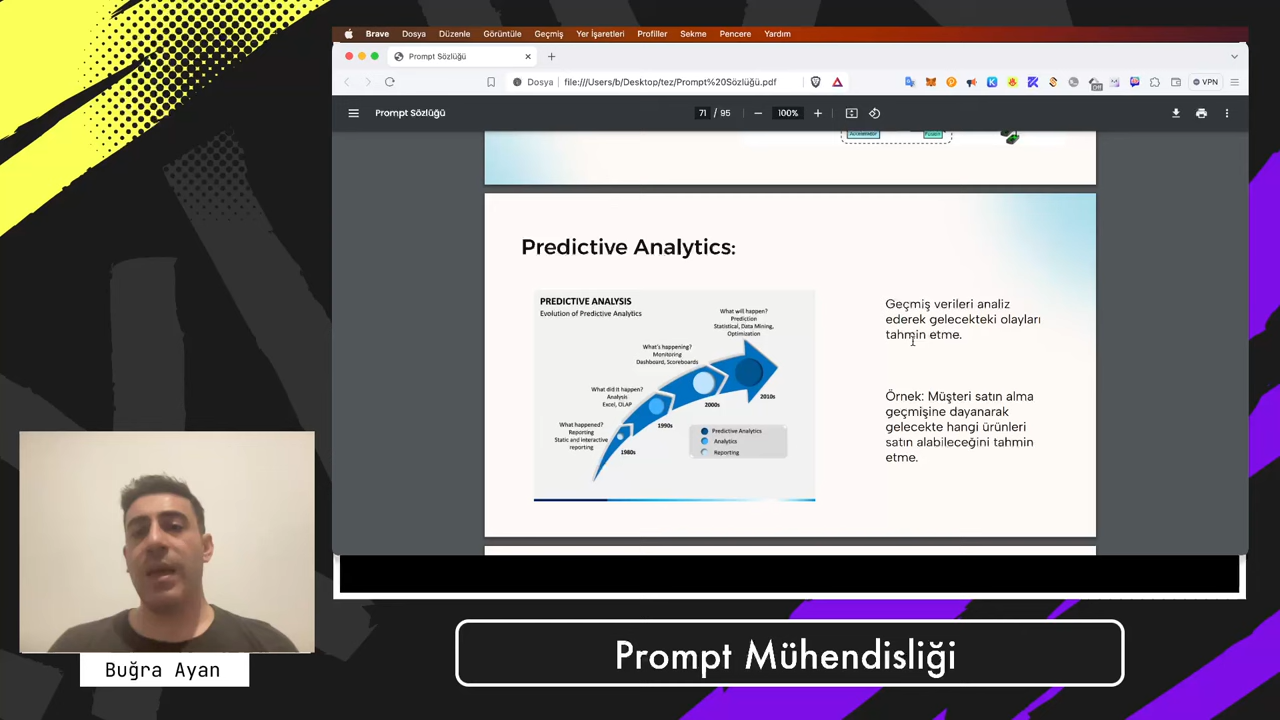 Brave Dosya Düzenle Görüntüle Geçmiş Yer İşaretleri Profiller Sekme Pencere Yardım
Prompt Sözlüğü
Dosya file:///Users/b/Desktop/tez/Prompt%20Sözlüğü.pdf
Off
VPN
Prompt Sözlüğü
71 / 95
100%
Predictive Analytics:
PREDICTIVE ANALYSIS
Evolution of Predictive Analytics
What will happen?
Prediction
Statistical, Data Mining,
Optimization
What's happening?
Monitoring
Dashboard, Scoreboards
What did it happen?
Analysis
Excel, OLAP
What happened?
Reporting
Static and interactive
reporting
1980s
1990s
2000s
2010s
Predictive Analytics
Analytics
Reporting
Geçmiş verileri analiz
ederek gelecekteki olayları
tahmin etme.
Örnek: Müşteri satın alma
geçmişine dayanarak
gelecekte hangi ürünleri
satın alabileceğini tahmin
etme.
Buğra Ayan
Prompt Mühendisliği